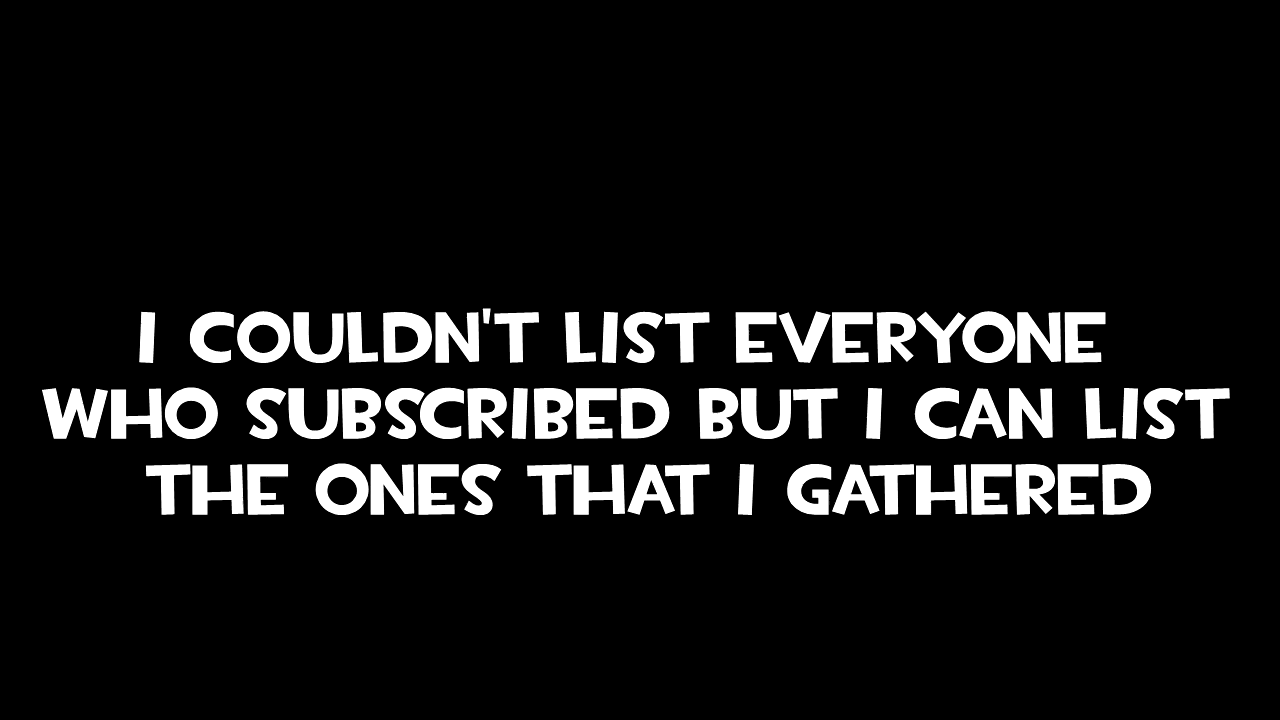 I COULDN'T LIST EVERYONE
WHO SUBSCRIBED BUT I CAN LIST
THE ONES THAT I GATHERED